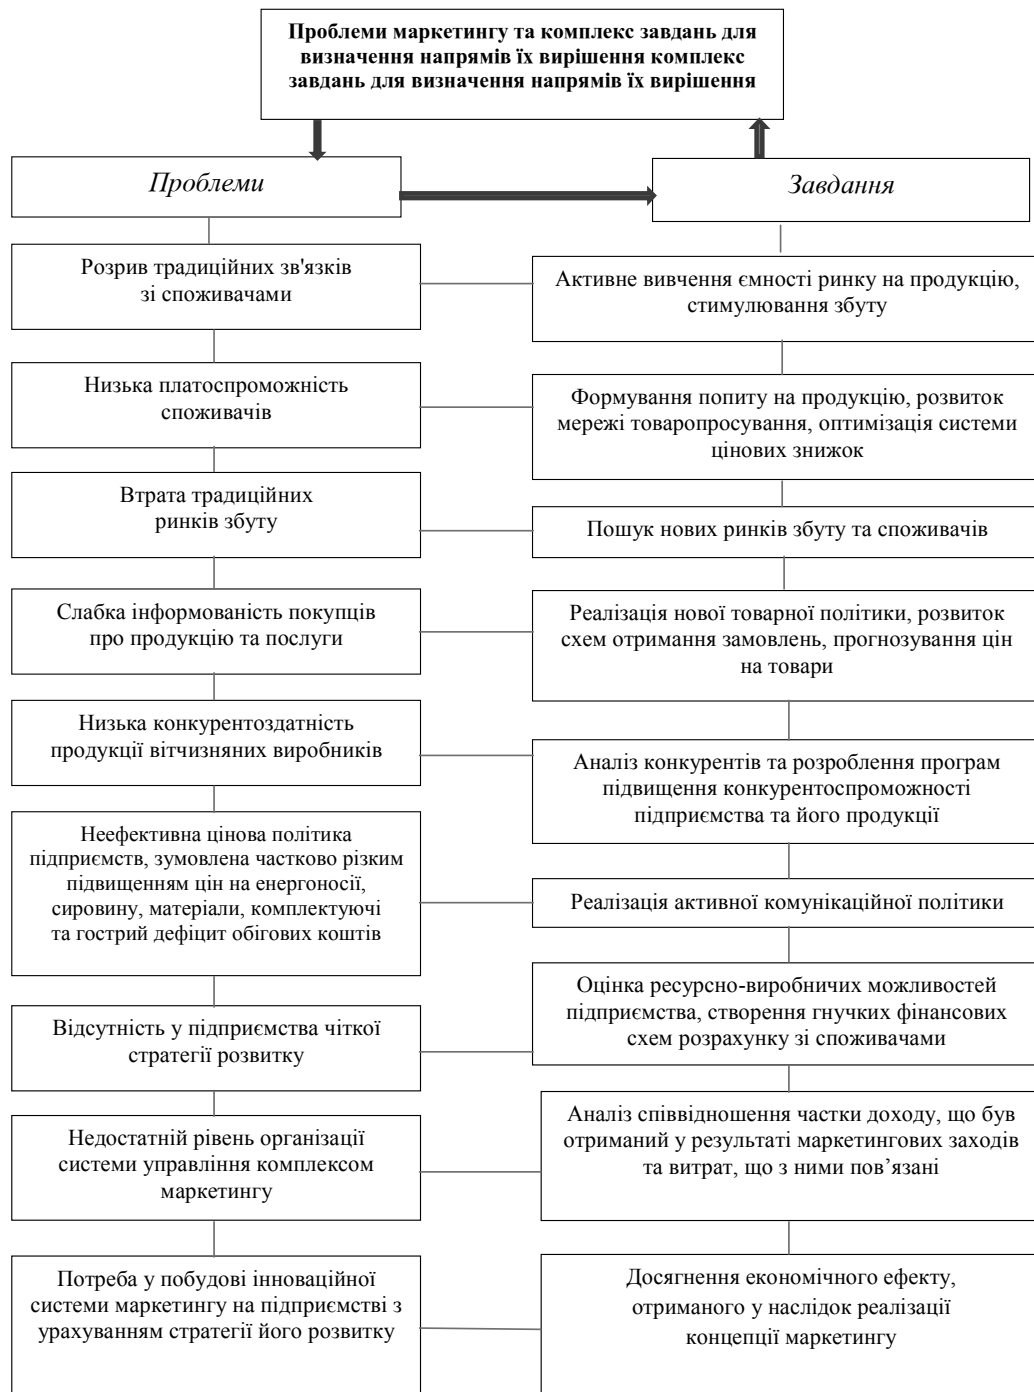 Проблеми маркетингу та комплекс завдань для
визначення напрямів їх вирішення комплекс
завдань для визначення напрямів їх вирішення
Проблеми
Завдання
Розрив традиційних зв'язків
зі споживачами
Активне вивчення ємності ринку на продукцію,
стимулювання збуту
Низька платоспроможність
споживачів
Формування попиту на продукцію, розвиток
мережі товаропросування, оптимізація системи
цінових знижок
Втрата традиційних
ринків збуту
Пошук нових ринків збуту та споживачів
Слабка інформованість покупців
про продукцію та послуги
Реалізація нової товарної політики, розвиток
схем отримання замовлень, прогнозування цін
на товари
Низька конкурентоздатність
продукції вітчизняних виробників
Аналіз конкурентів та розроблення програм
підвищення конкурентоспроможності
підприємства та його продукції
Неефективна цінова політика
підприємств, зумовлена частково різким
підвищенням цін на енергоносії,
сировину, матеріали, комплектуючі
та гострий дефіцит обігових коштів
Реалізація активної комунікаційної політики
Відсутність у підприємства чіткої
стратегії розвитку
Оцінка ресурсно-виробничих можливостей
підприємства, створення гнучких фінансових
схем розрахунку зі споживачами
Недостатній рівень організації
системи управління комплексом
маркетингу
Аналіз співвідношення частки доходу, що був
отриманий у результаті маркетингових заходів
та витрат, що з ними пов’язані
Потреба у побудові інноваційної
системи маркетингу на підприємстві з
урахуванням стратегії його розвитку
Досягнення економічного ефекту,
отриманого у наслідок реалізації
концепції маркетингу